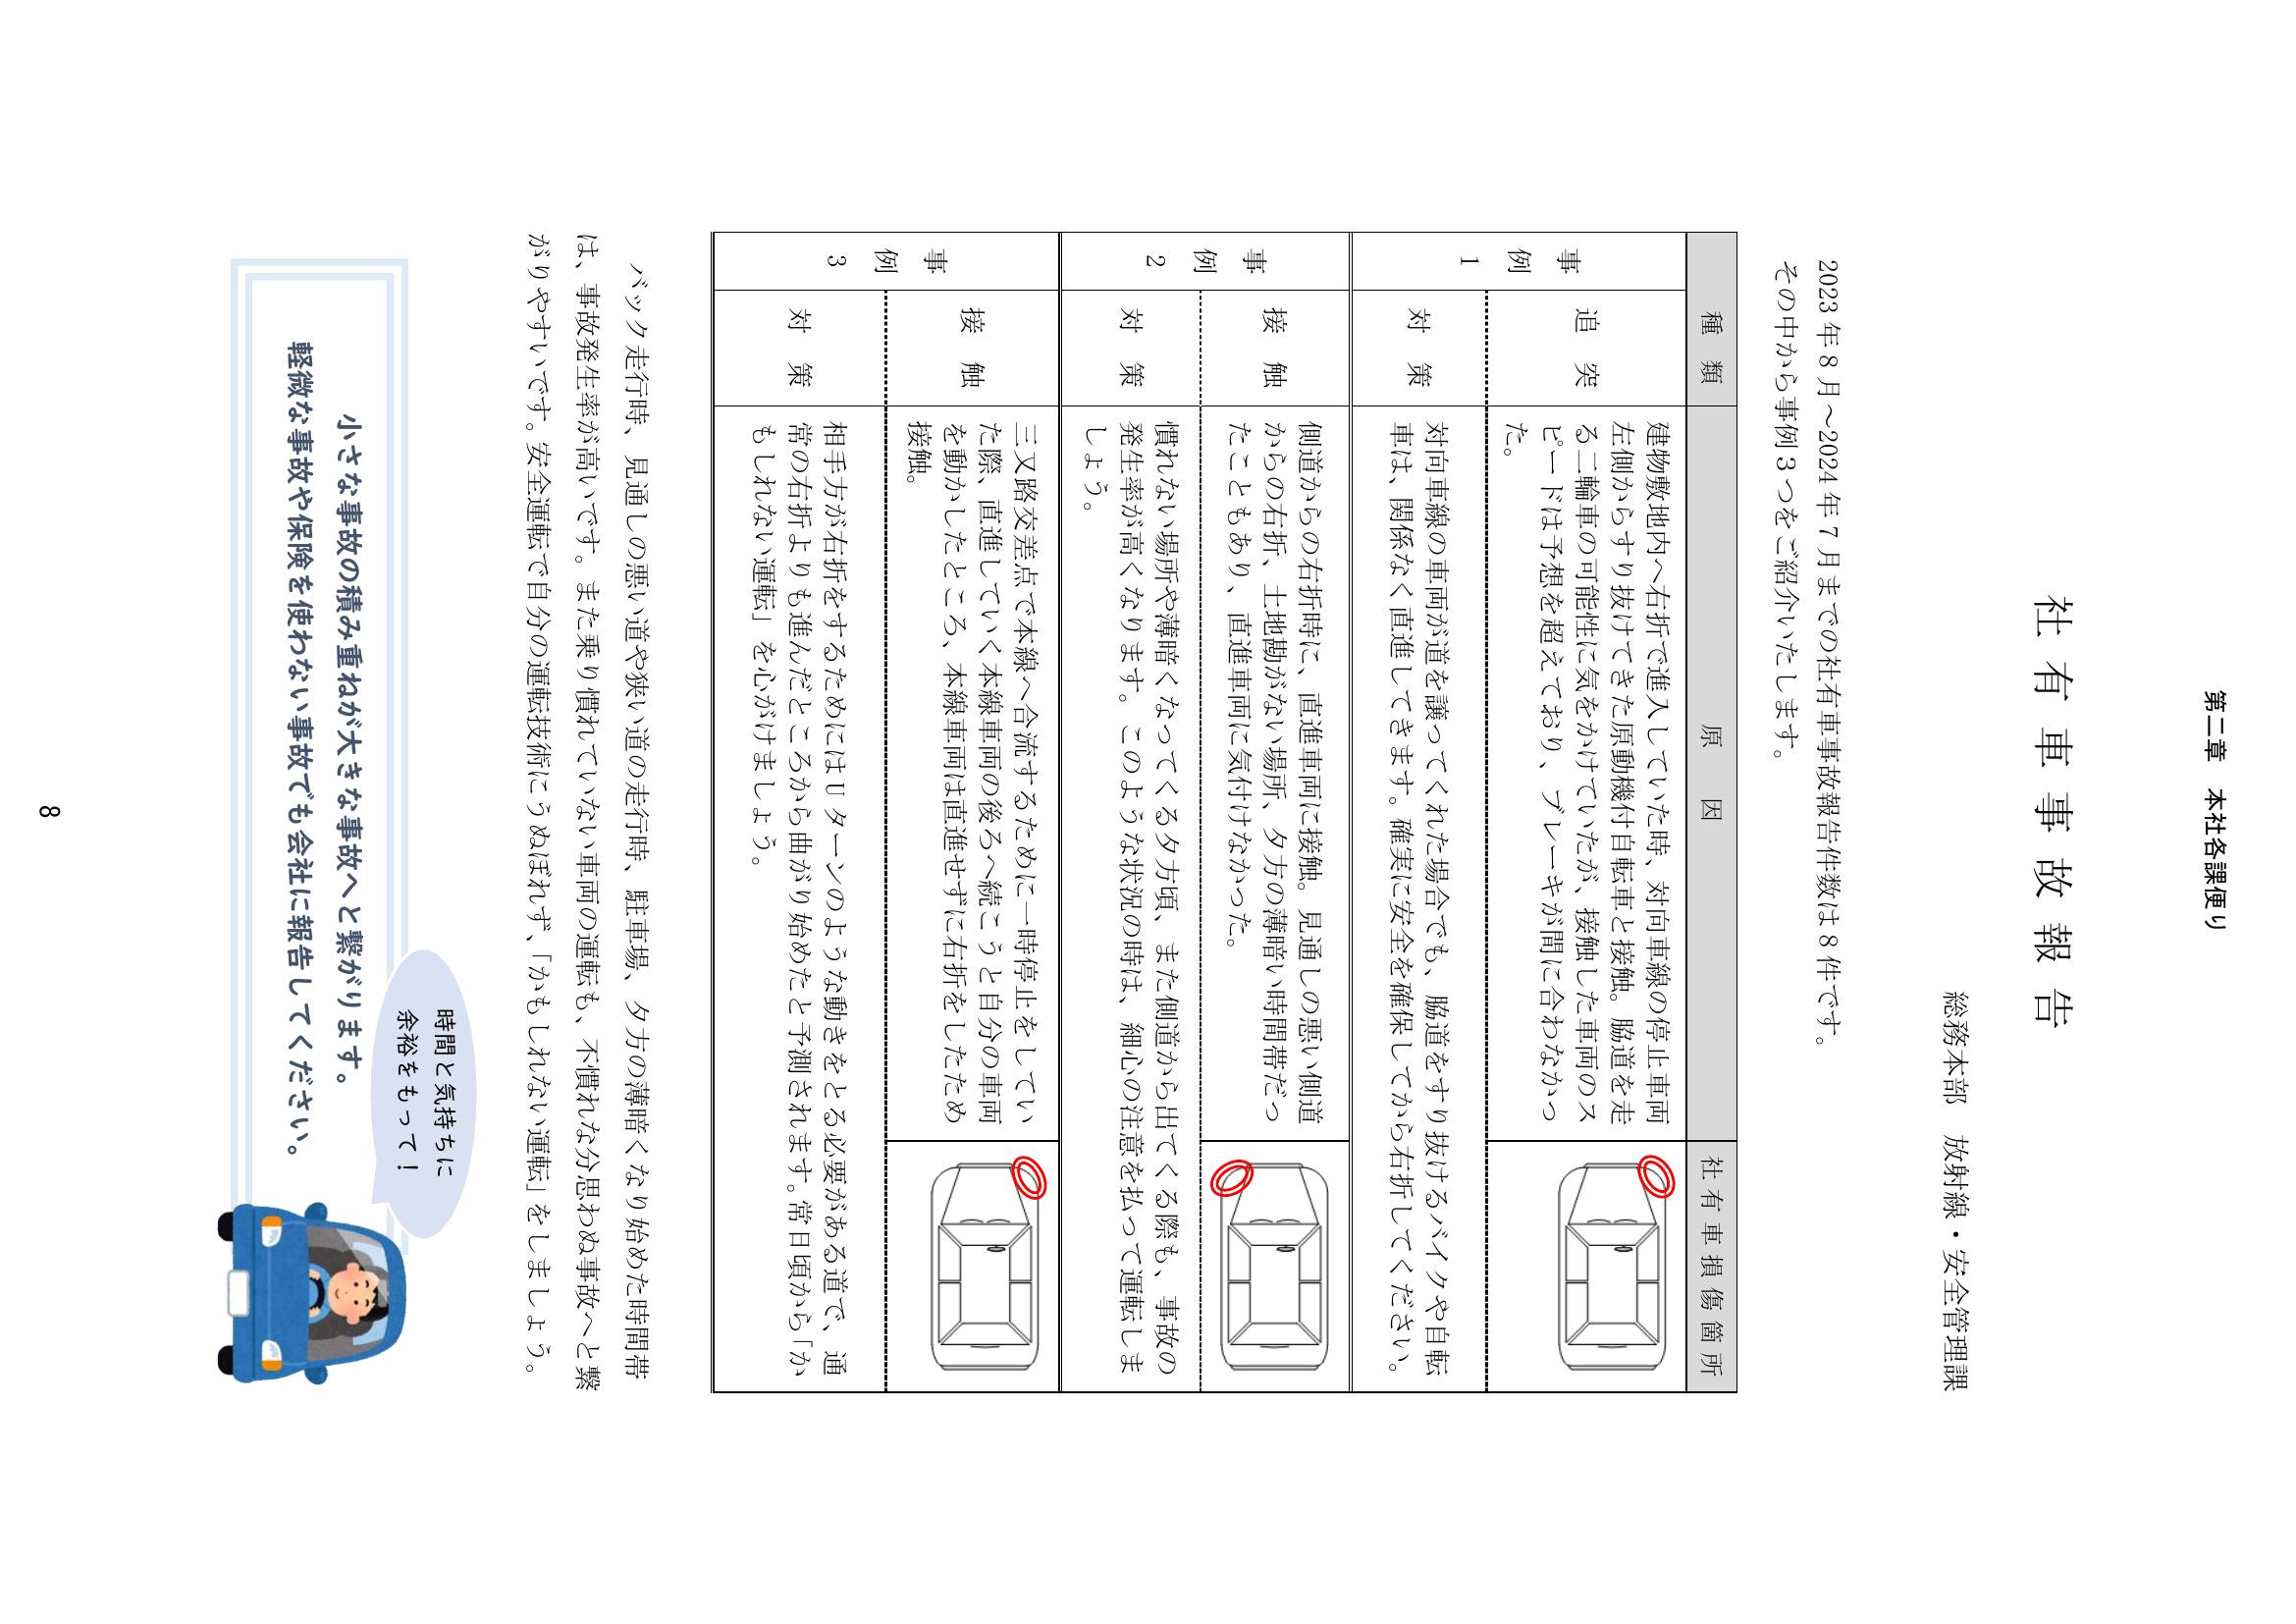 第二章　本社各課便り
社有車事故報告
総務本部　放射線・安全管理課
2023年8月～2024年7月までの社有車事故報告件数は8件です。
その中から事例3つをご紹介いたします。
種類　原因　社有車損傷箇所
事例1
追突
建物敷地内へ右折で進入していた時、対向車線の停止車両
左側からすり抜けてきた原動機付自転車と接触。脇道を走
る二輪車の可能性に気をかけていたが、接触した車両のス
ピードは予想を超えており、ブレーキが間に合わなかっ
た。
対策
対向車線の車両が道を譲ってくれた場合でも、脇道をすり抜けるバイクや自転
車は、関係なく直進してきます。確実に安全を確保してから右折してください。
事例2
接触
側道からの右折時に、直進車両に接触。見通しの悪い側道
からの右折、土地勘がない場所、夕方の薄暗い時間帯だっ
たこともあり、直進車両に気付けなかった。
対策
慣れない場所や薄暗くなってくる夕方頃、また側道から出てくる際も、事故の
発生率が高くなります。このような状況の時は、細心の注意を払って運転しま
しょう。
事例3
接触
三叉路交差点で本線へ合流するために一時停止をしてい
た際、直進していく本線車両の後ろへ続こうと自分の車両
を動かしたところ、本線車両は直進せずに右折をしたため
接触。
対策
相手方が右折をするためにはUターンのような動きをとる必要がある道で、通
常の右折よりも進んだところから曲がり始めたと予測されます。常日頃から「か
もしれない運転」を心がけましょう。
バック走行時、見通しの悪い道や狭い道の走行時、駐車場、夕方の薄暗くなり始めた時間帯
は、事故発生率が高いです。また乗り慣れていない車両の運転も、不慣れな分思わぬ事故へと繋
がりやすいです。安全運転で自分の運転技術にうぬぼれず、「かもしれない運転」をしましょう。
時間と気持ちに
余裕をもって！
小さな事故の積み重ねが大きな事故へと繋がります。
軽微な事故や保険を使わない事故でも会社に報告してください。
8